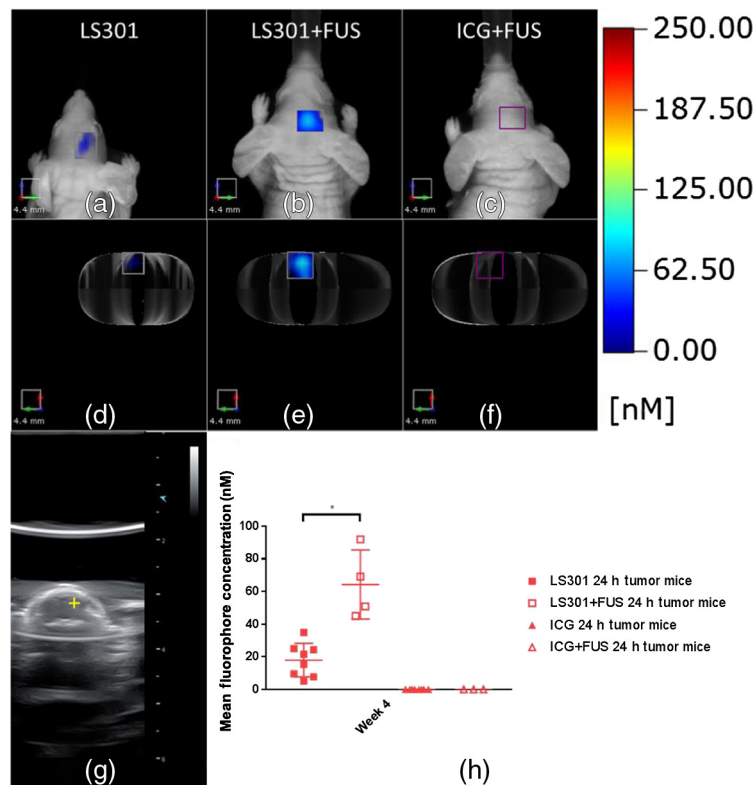 LS301
LS301+FUS
ICG+FUS
4.4 mm
(a)
4.4 mm
(b)
4.4 mm
(c)
250.00
187.50
125.00
62.50
0.00
[nM]
4.4 mm
(d)
4.4 mm
(e)
4.4 mm
(f)
(g)
Mean fluorophore concentration (nM)
100
80
60
40
20
0
*
Week 4
LS301 24 h tumor mice
LS301+FUS 24 h tumor mice
ICG 24 h tumor mice
ICG+FUS 24 h tumor mice
(h)